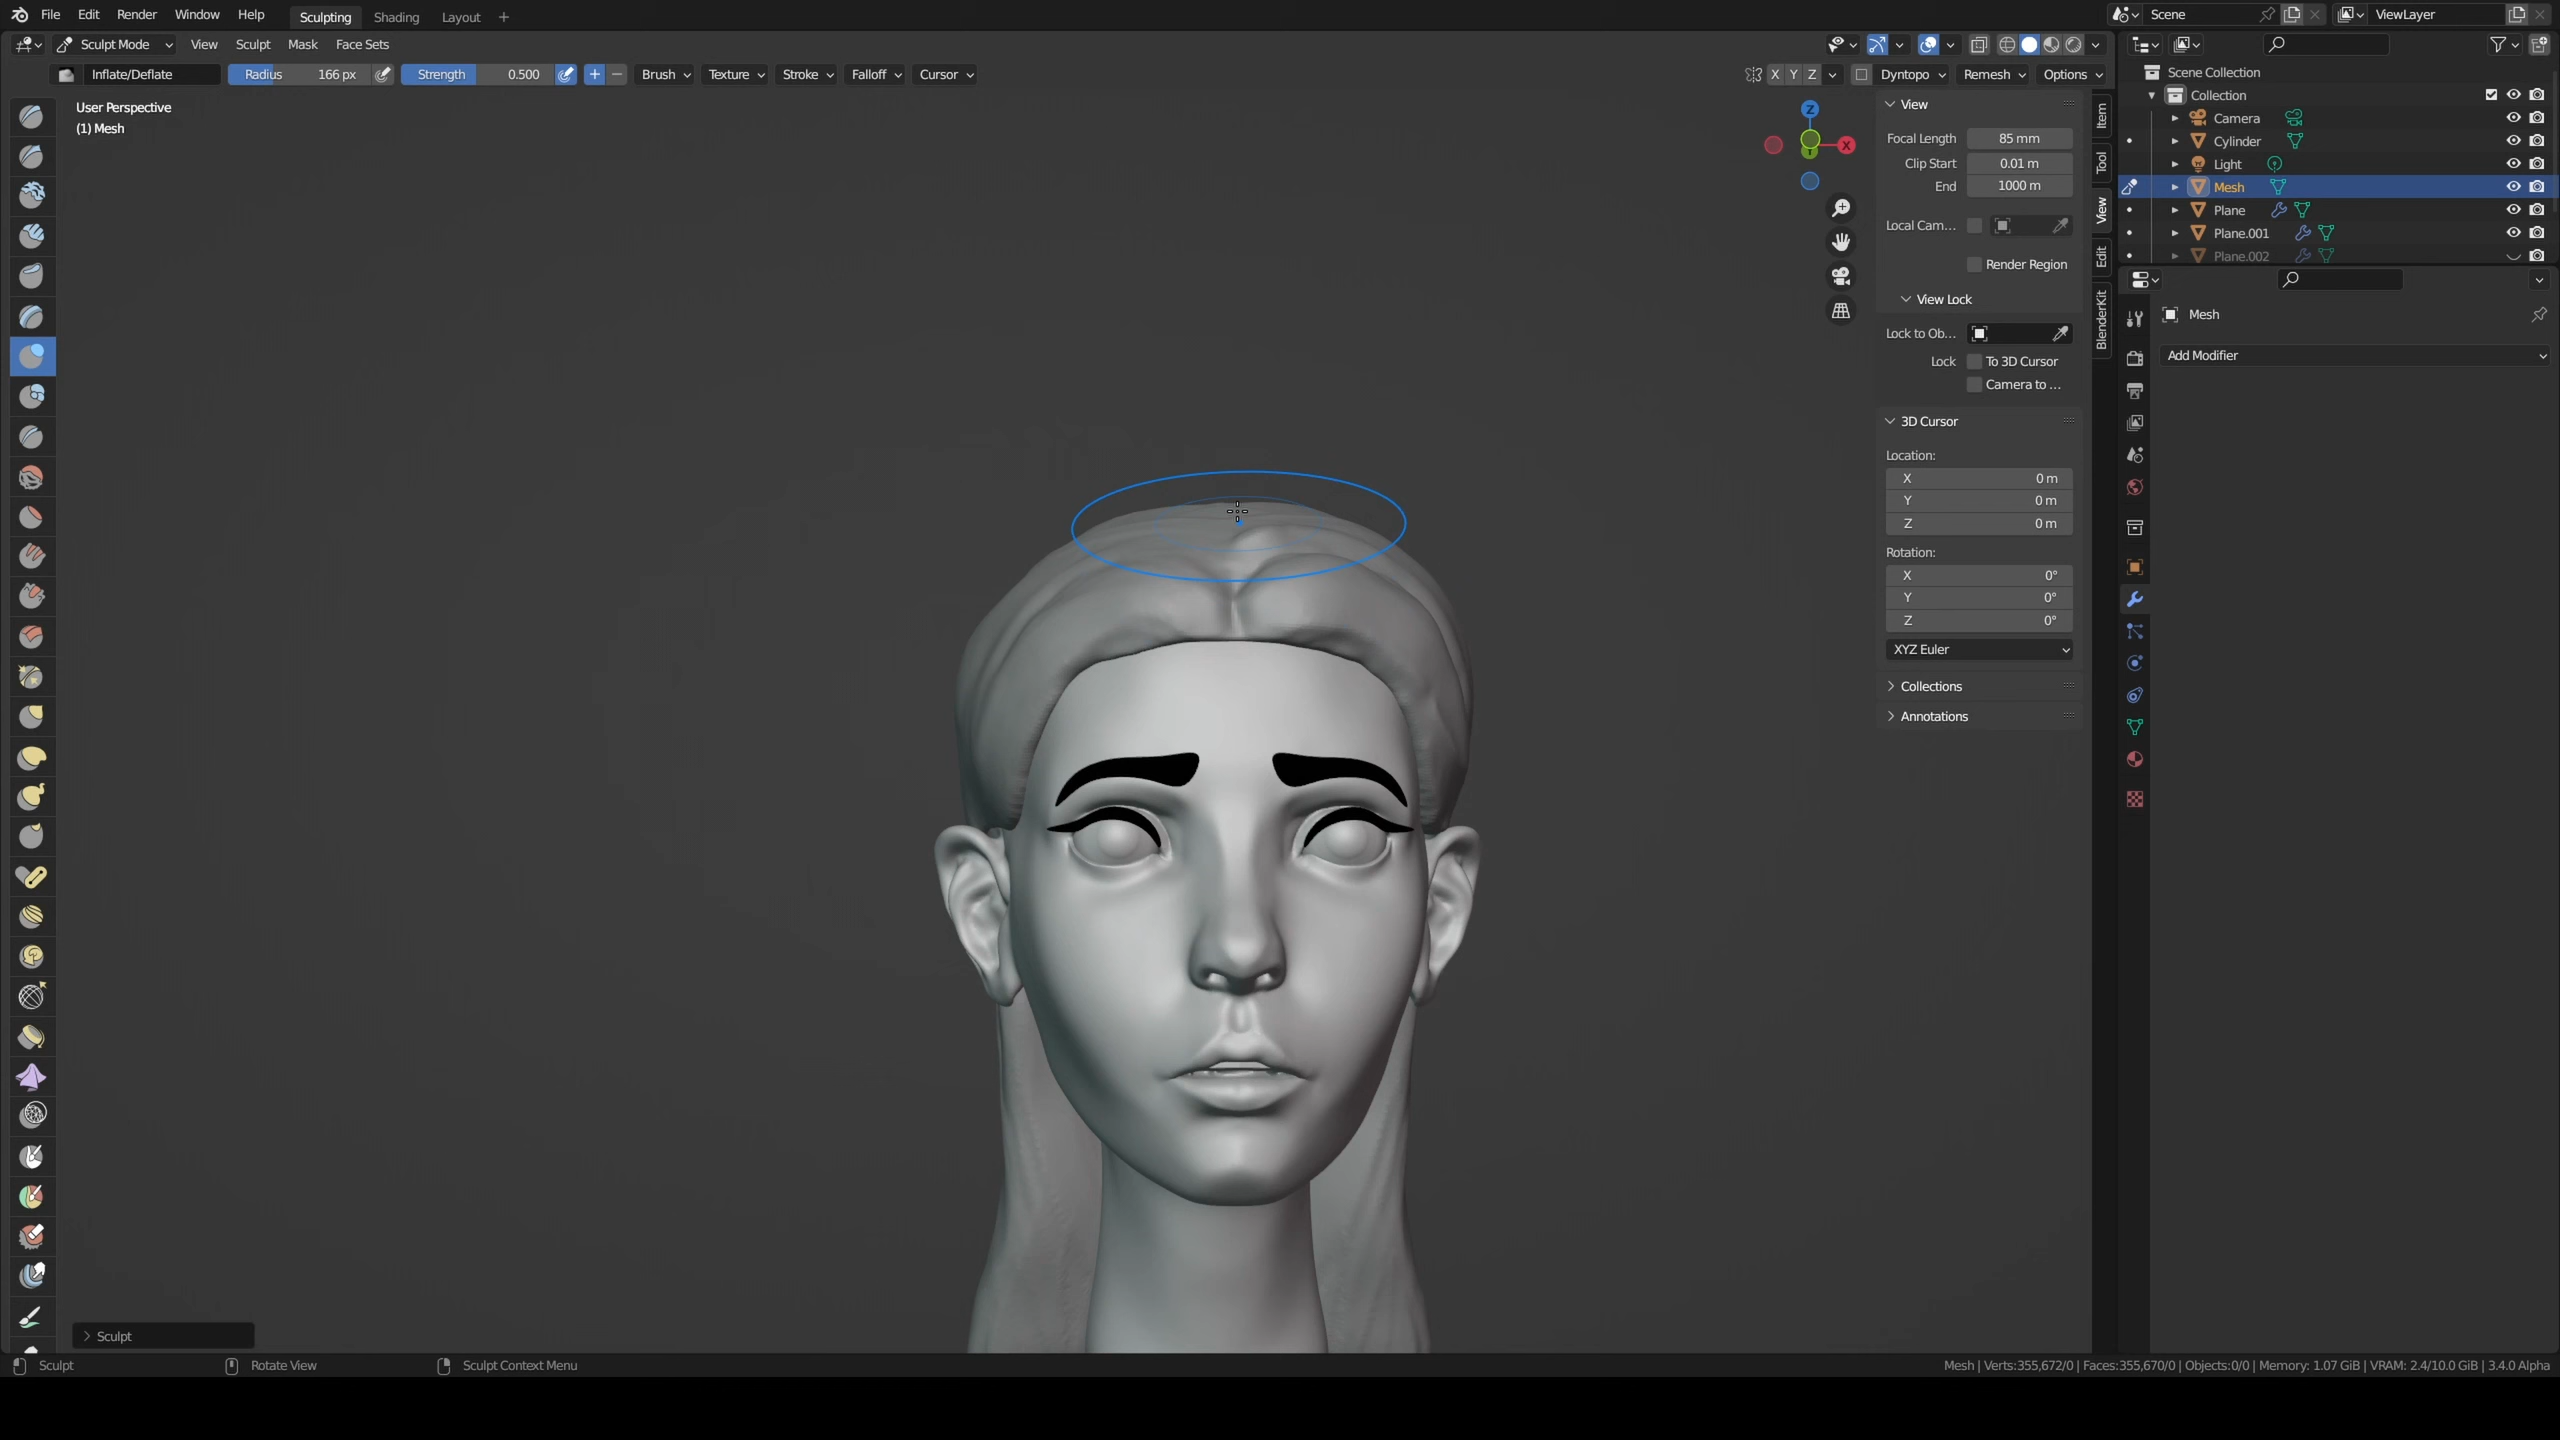 File Edit Render Window Help Sculpting Shading Layout + Scene ViewLayer
Sculpt Mode View Sculpt Mask Face Sets
Inflate/Deflate Radius 166 px Strength 0.500 + − Brush Texture Stroke Falloff Cursor X Y Z Dyntopo Remesh Options
User Perspective
(1) Mesh
Z
X
Y
View
Focal Length 85 mm
Clip Start 0.01 m
End 1000 m
Local Cam...
Render Region
View Lock
Lock to Ob...
Lock To 3D Cursor
Camera to ...
3D Cursor
Location:
X 0 m
Y 0 m
Z 0 m
Rotation:
X 0°
Y 0°
Z 0°
XYZ Euler
Collections
Annotations
Item
Tool
View
Edit
BlenderKit
Scene Collection
Collection
Camera
Cylinder
Light
Mesh
Plane
Plane.001
Plane.002
Mesh
Add Modifier
Sculpt
Sculpt Rotate View Sculpt Context Menu
Mesh | Verts:355,672/0 | Faces:355,670/0 | Objects:0/0 | Memory: 1.07 GiB | VRAM: 2.4/10.0 GiB | 3.4.0 Alpha